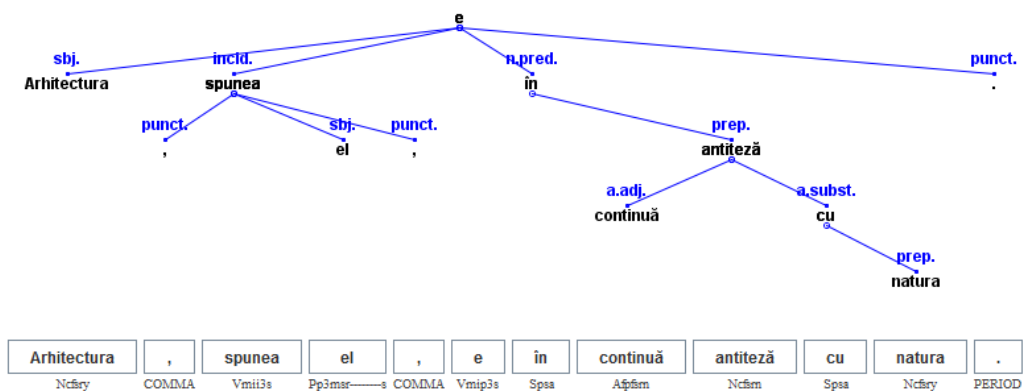 e
sbj. incid. n.pred. punct.
Arhitectura spunea în .
punct. sbj. punct. prep.
, el , antiteză
a.adj. a.subst.
continuă cu
prep.
natura
Arhitectura , spunea el , e în continuă antiteză cu natura .
Ncfsry COMMA Vmii3s Pp3msr--------s COMMA Vmip3s Spsa Afpfsrn Ncfsrn Spsa Ncfsry PERIOD